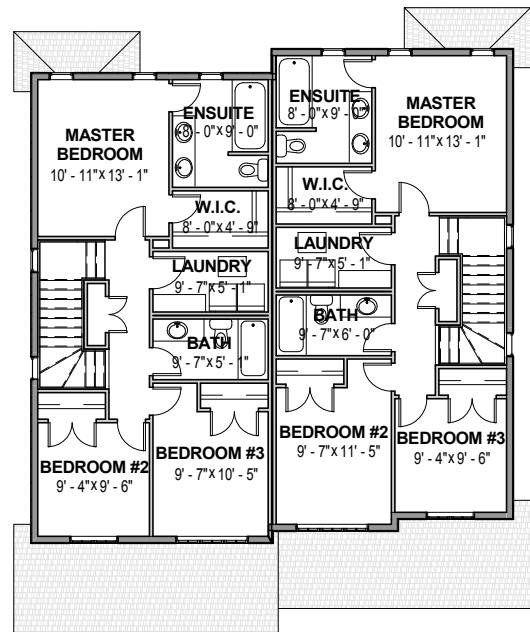 MASTER
BEDROOM
10' - 11" x 13' - 1"
ENSUITE
8' - 0" x 9' - 0"
W.I.C.
8' - 0" x 4' - 9"
LAUNDRY
9' - 7" x 5' - 1"
BATH
9' - 7" x 5' - 1"
BEDROOM #2
9' - 4" x 9' - 6"
BEDROOM #3
9' - 7" x 10' - 5"
ENSUITE
8' - 0" x 9' - 0"
MASTER
BEDROOM
10' - 11" x 13' - 1"
W.I.C.
8' - 0" x 4' - 9"
LAUNDRY
9' - 7" x 5' - 1"
BATH
9' - 7" x 6' - 0"
BEDROOM #2
9' - 7" x 11' - 5"
BEDROOM #3
9' - 4" x 9' - 6"